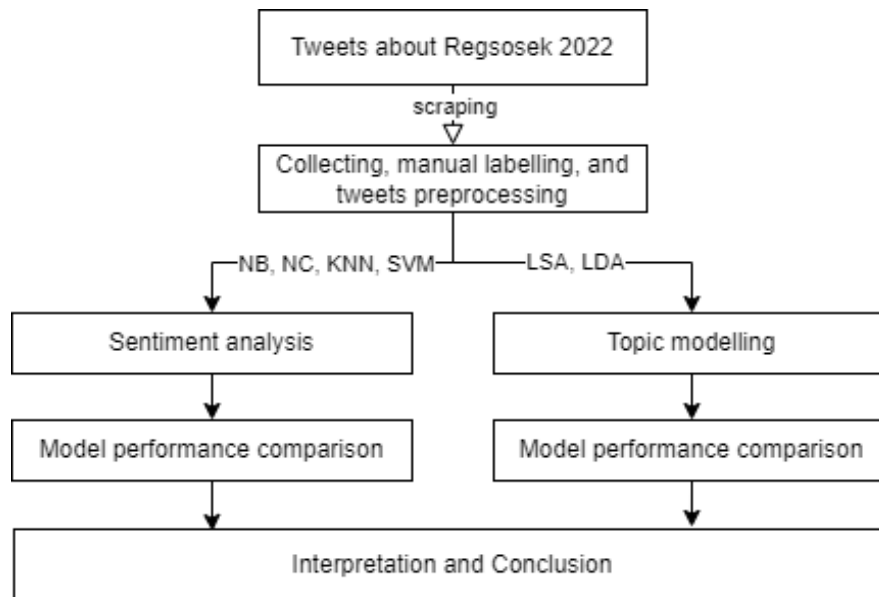 Tweets about Regsosek 2022
scraping
Collecting, manual labelling, and
tweets preprocessing
NB, NC, KNN, SVM
LSA, LDA
Sentiment analysis
Topic modelling
Model performance comparison
Model performance comparison
Interpretation and Conclusion